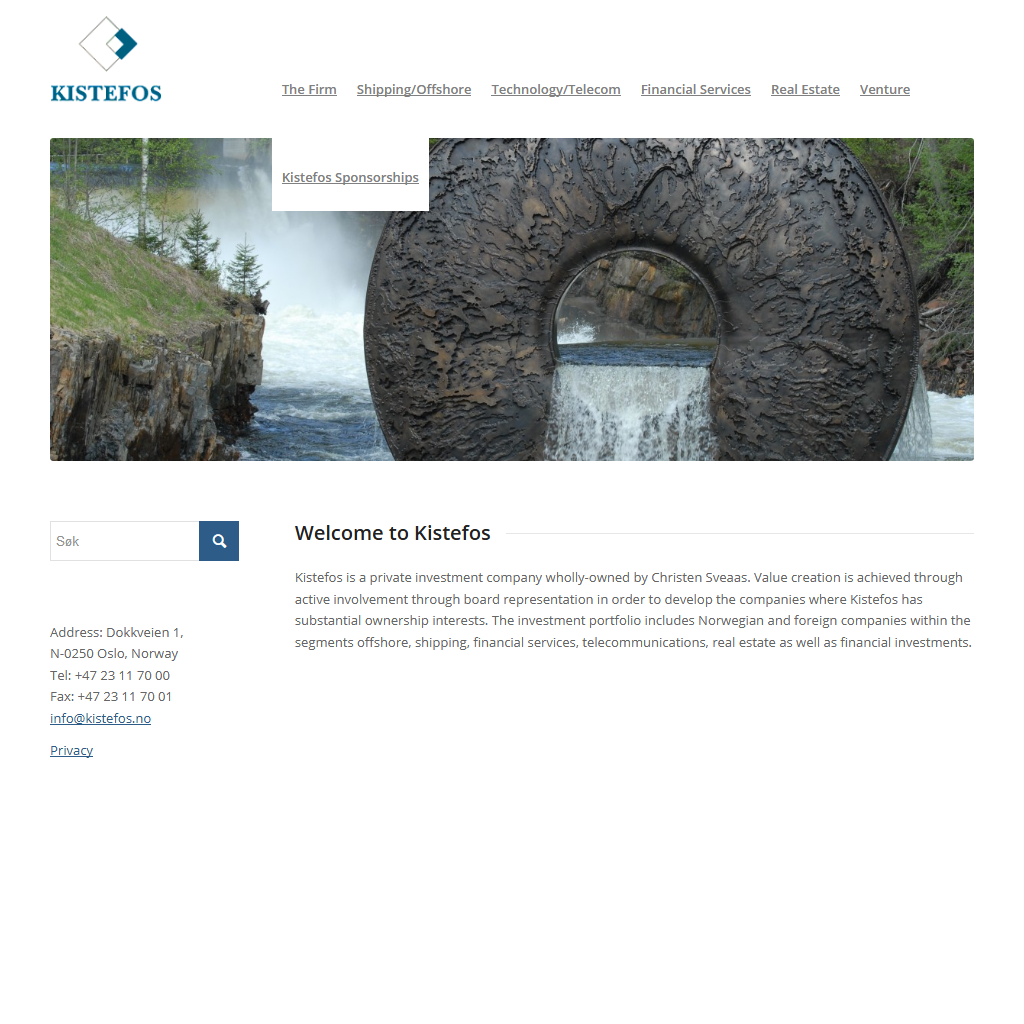 KISTEFOS
The Firm Shipping/Offshore Technology/Telecom Financial Services Real Estate Venture
Kistefos Sponsorships
Søk
Welcome to Kistefos
Kistefos is a private investment company wholly-owned by Christen Sveaas. Value creation is achieved through
active involvement through board representation in order to develop the companies where Kistefos has
substantial ownership interests. The investment portfolio includes Norwegian and foreign companies within the
segments offshore, shipping, financial services, telecommunications, real estate as well as financial investments.
Address: Dokkveien 1,
N-0250 Oslo, Norway
Tel: +47 23 11 70 00
Fax: +47 23 11 70 01
info@kistefos.no
Privacy